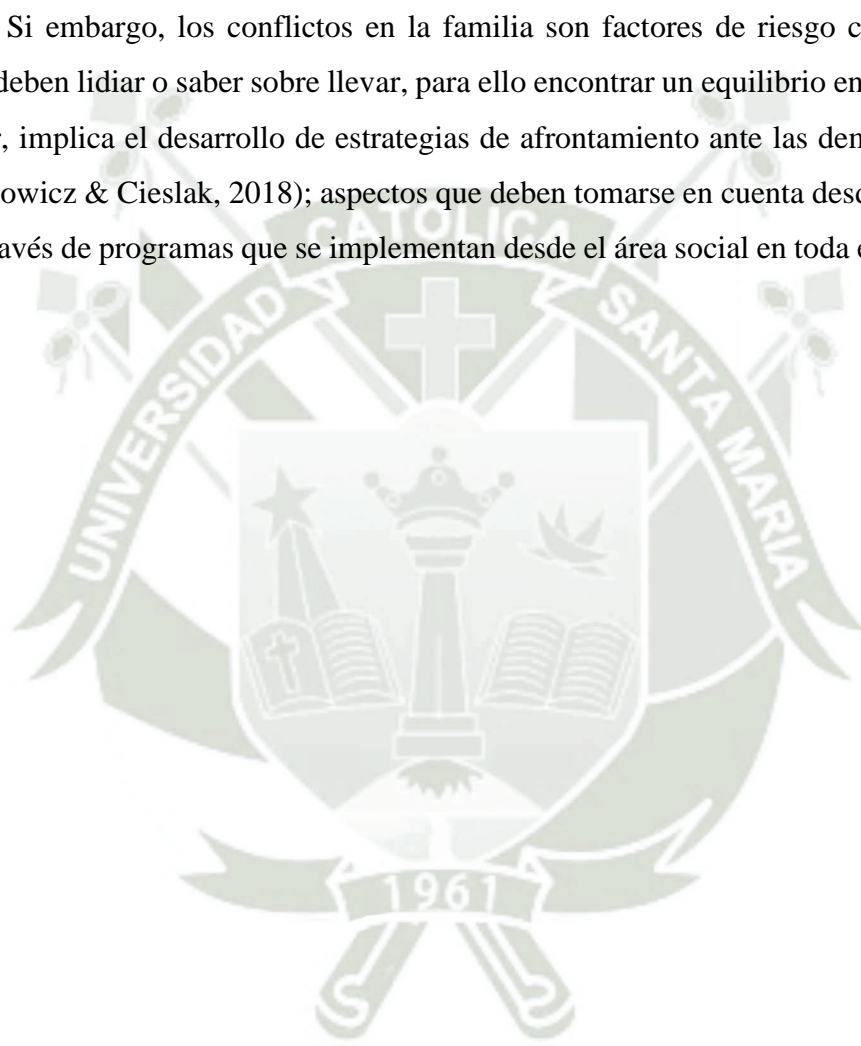 Si embargo, los conflictos en la familia son factores de riesgo c
deben lidiar o saber sobre llevar, para ello encontrar un equilibrio en
, implica el desarrollo de estrategias de afrontamiento ante las den
owicz & Cieslak, 2018); aspectos que deben tomarse en cuenta desd
avés de programas que se implementan desde el área social en toda e
UNIVERSIDAD CATOLICA SANTA MARIA
1961